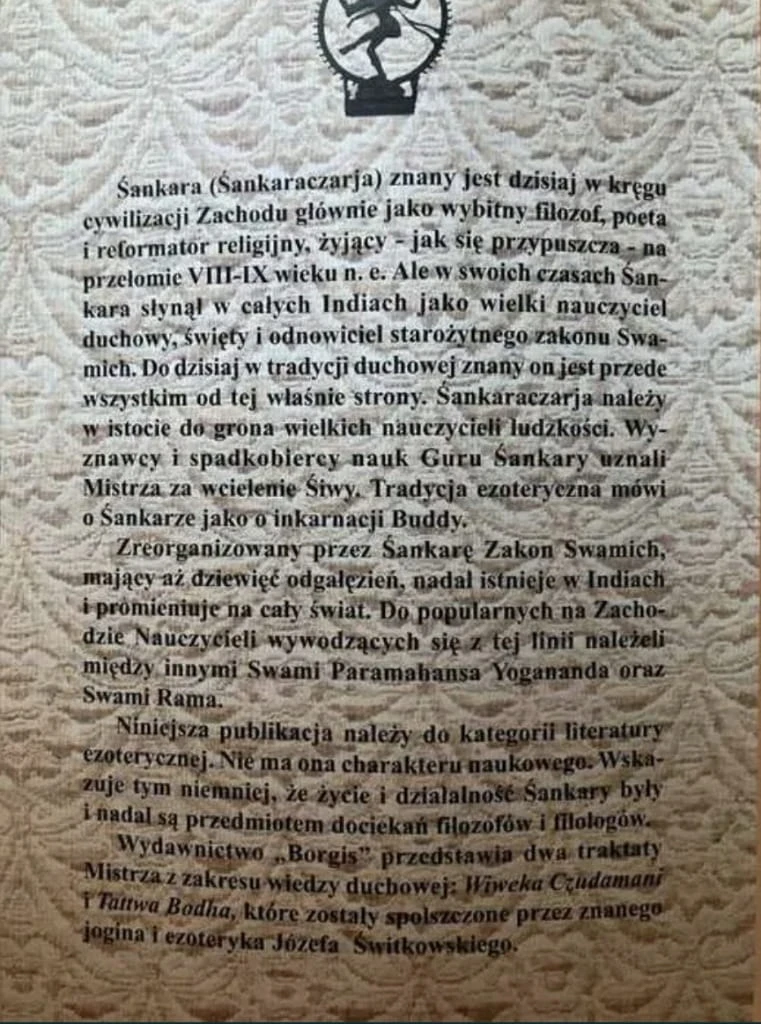 Śankara (Śankaraczarja) znany jest dzisiaj w kręgu
cywilizacji Zachodu głównie jako wybitny filozof, poeta
i reformator religijny, żyjący - jak się przypuszcza - na
przełomie VIII-IX wieku n. e. Ale w swoich czasach Śan-
kara słynął w całych Indiach jako wielki nauczyciel
duchowy, święty i odnowiciel starożytnego zakonu Swa-
mich. Do dzisiaj w tradycji duchowej znany on jest przede
wszystkim od tej właśnie strony. Śankaraczarja należy
w istocie do grona wielkich nauczycieli ludzkości. Wy-
znawcy i spadkobiercy nauk Guru Śankary uznali
Mistrza za wcielenie Śiwy. Tradycja ezoteryczna mówi
o Śankarze jako o inkarnacji Buddy.
Zreorganizowany przez Śankarę Zakon Swamich,
mający aż dziewięć odgałęzień, nadal istnieje w Indiach
i promieniuje na cały świat. Do popularnych na Zacho-
dzie Nauczycieli wywodzących się z tej linii należeli
między innymi Swami Paramahansa Yogananda oraz
Swami Rama.
Niniejsza publikacja należy do kategorii literatury
ezoterycznej. Nie ma ona charakteru naukowego. Wska-
zuje tym niemniej, że życie i działalność Śankary były
i nadal są przedmiotem dociekań filozofów i filologów.
Wydawnictwo „Borgis” przedstawia dwa traktaty
Mistrza z zakresu wiedzy duchowej: Wiweka Czudamani
i Tattwa Bodha, które zostały spolszczone przez znanego
jogina i ezoteryka Józefa Świtkowskiego.